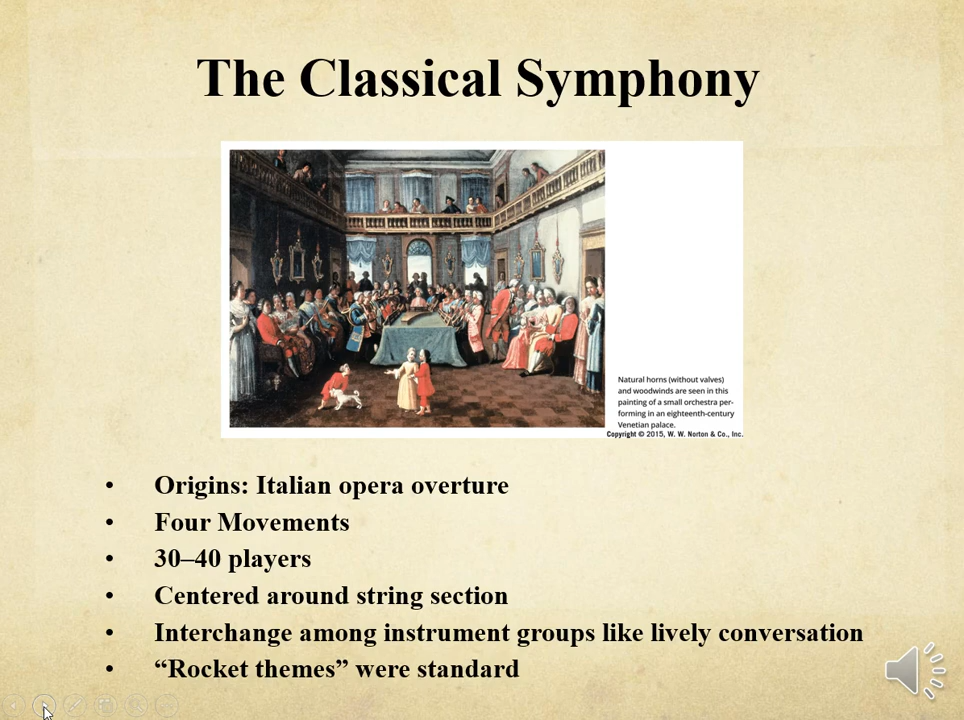 The Classical Symphony
Natural horns (without valves)
and woodwinds are seen in this
painting of a small orchestra per-
forming in an eighteenth-century
Venetian palace.
Copyright © 2015, W. W. Norton & Co., Inc.
• Origins: Italian opera overture
• Four Movements
• 30–40 players
• Centered around string section
• Interchange among instrument groups like lively conversation
• “Rocket themes” were standard